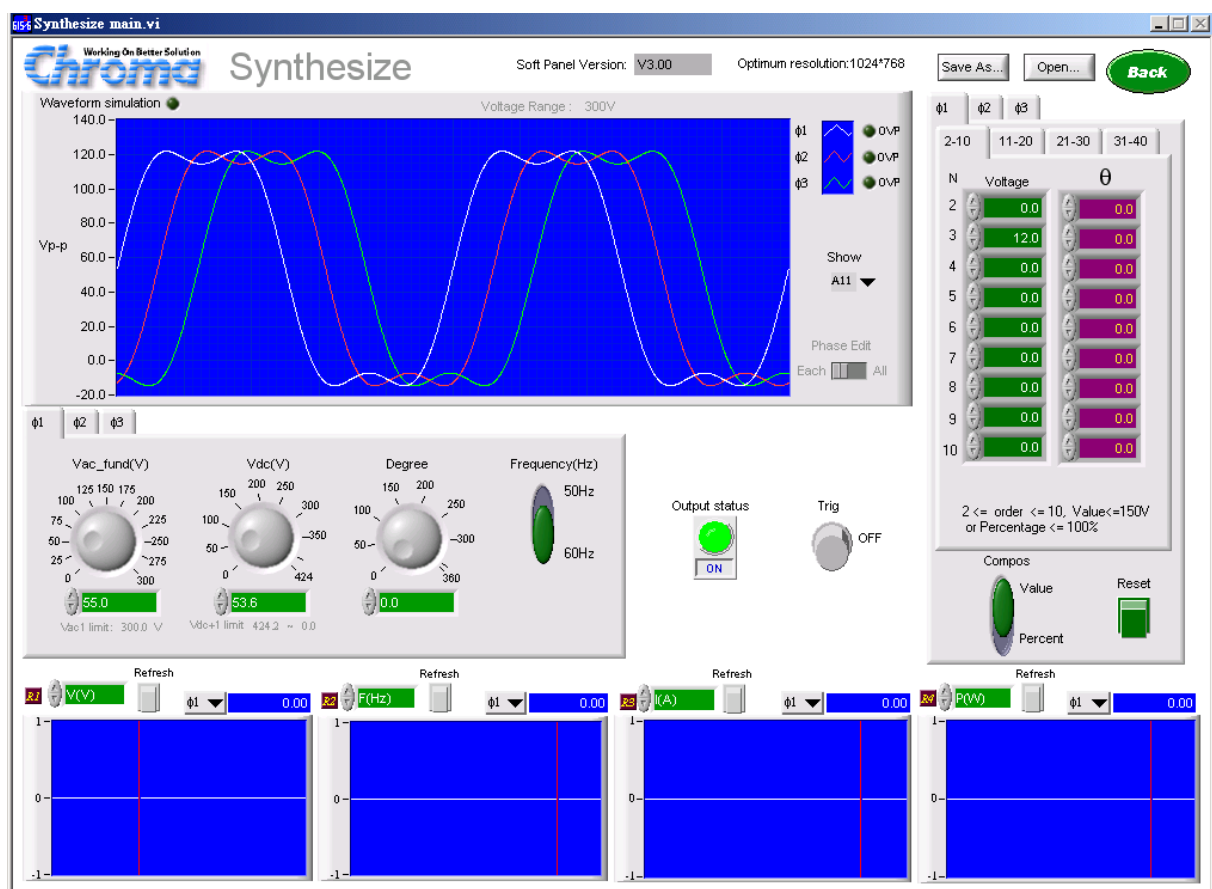 Synthesize main.vi
Working On Better Solution
Chroma
Synthesize
Soft Panel Version: V3.00
Optimum resolution:1024*768
Save As...
Open...
Back
Waveform simulation
Voltage Range : 300V
140.0
120.0
100.0
80.0
60.0
40.0
20.0
0.0
-20.0
Vp-p
ϕ1 OVP
ϕ2 OVP
ϕ3 OVP
Show
A11
Phase Edit
Each All
ϕ1 ϕ2 ϕ3
2-10 11-20 21-30 31-40
N Voltage θ
2 0.0 0.0
3 12.0 0.0
4 0.0 0.0
5 0.0 0.0
6 0.0 0.0
7 0.0 0.0
8 0.0 0.0
9 0.0 0.0
10 0.0 0.0
2 <= order <= 10, Value<=150V
or Percentage <= 100%
Compos
Value
Percent
Reset
ϕ1 ϕ2 ϕ3
Vac_fund(V)
0 25 50 75 100 125 150 175 200 225 250 275 300
55.0
Vac1 limit: 300.0 V
Vdc(V)
0 50 100 150 200 250 300 350 424
53.6
Vdc+1 limit 424.2 ~ 0.0
Degree
0 50 100 150 200 250 300 360
0.0
Frequency(Hz)
50Hz
60Hz
Output status
ON
Trig
OFF
Refresh
R1 V(V) ϕ1 0.00
1
0
-1
Refresh
R2 F(Hz) ϕ1 0.00
1
0
-1
Refresh
R3 I(A) ϕ1 0.00
1
0
-1
Refresh
R4 P(W) ϕ1 0.00
1
0
-1